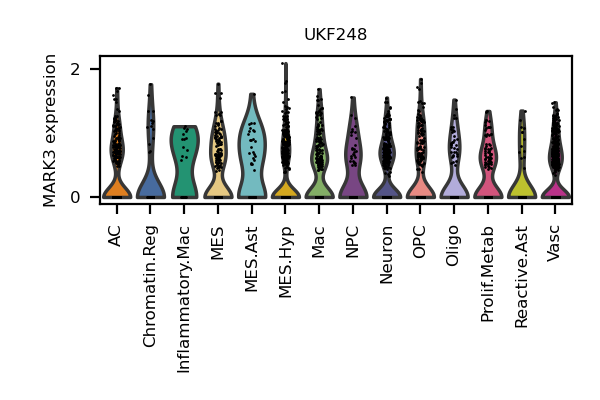 UKF248
MARK3 expression
2
0
AC
Chromatin.Reg
Inflammatory.Mac
MES
MES.Ast
MES.Hyp
Mac
NPC
Neuron
OPC
Oligo
Prolif.Metab
Reactive.Ast
Vasc